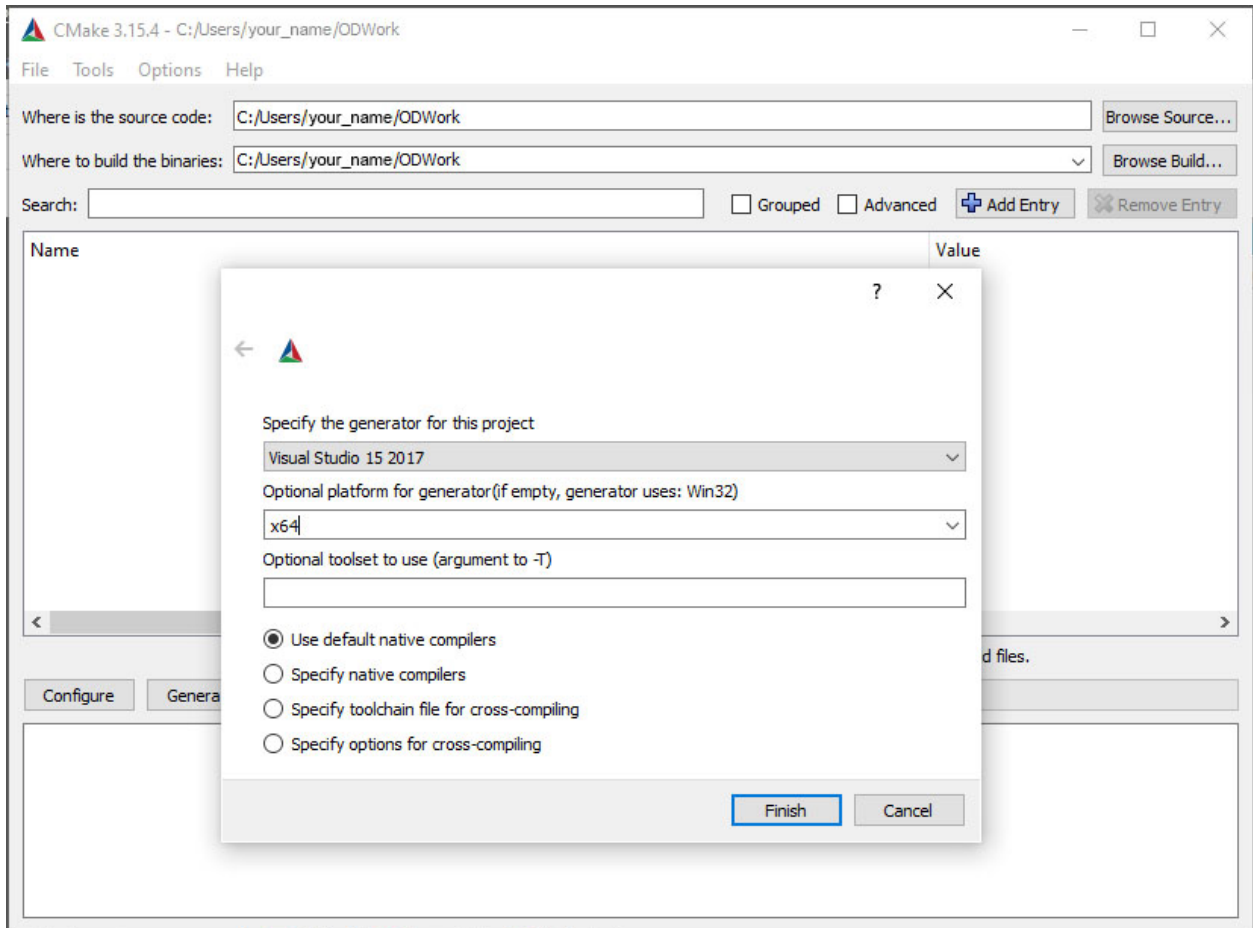 CMake 3.15.4 - C:/Users/your_name/ODWork
File Tools Options Help
Where is the source code: C:/Users/your_name/ODWork Browse Source...
Where to build the binaries: C:/Users/your_name/ODWork Browse Build...
Search: Grouped Advanced Add Entry Remove Entry
Name Value
?
Specify the generator for this project
Visual Studio 15 2017
Optional platform for generator(if empty, generator uses: Win32)
x64
Optional toolset to use (argument to -T)
Use default native compilers
Specify native compilers
d files.
Configure Genera
Specify toolchain file for cross-compiling
Specify options for cross-compiling
Finish Cancel